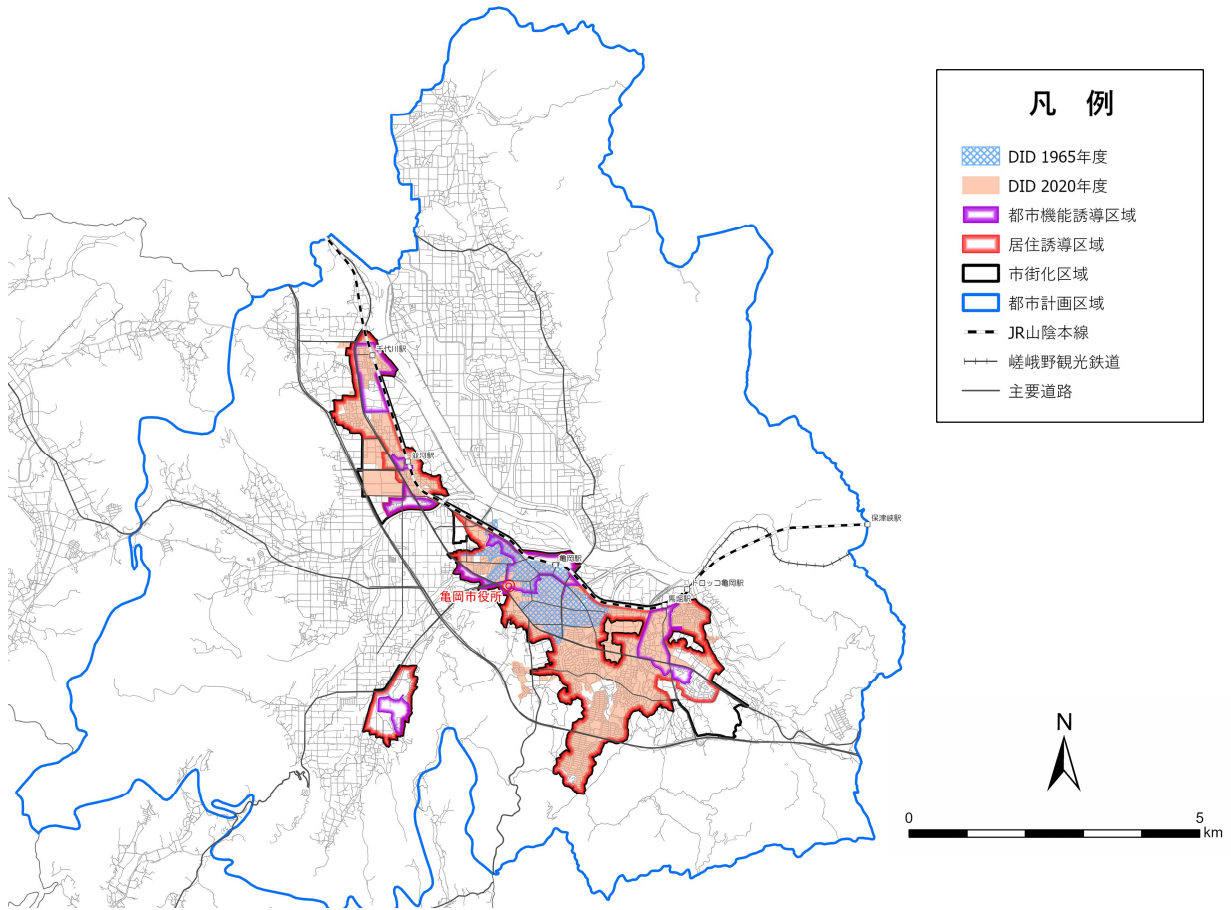 凡 例
DID 1965年度
DID 2020年度
都市機能誘導区域
居住誘導区域
市街化区域
都市計画区域
JR山陰本線
嵯峨野観光鉄道
主要道路
千代川駅
並河駅
保津峡駅
亀岡駅
トロッコ亀岡駅
亀岡市役所
馬堀駅
N
0
5
km